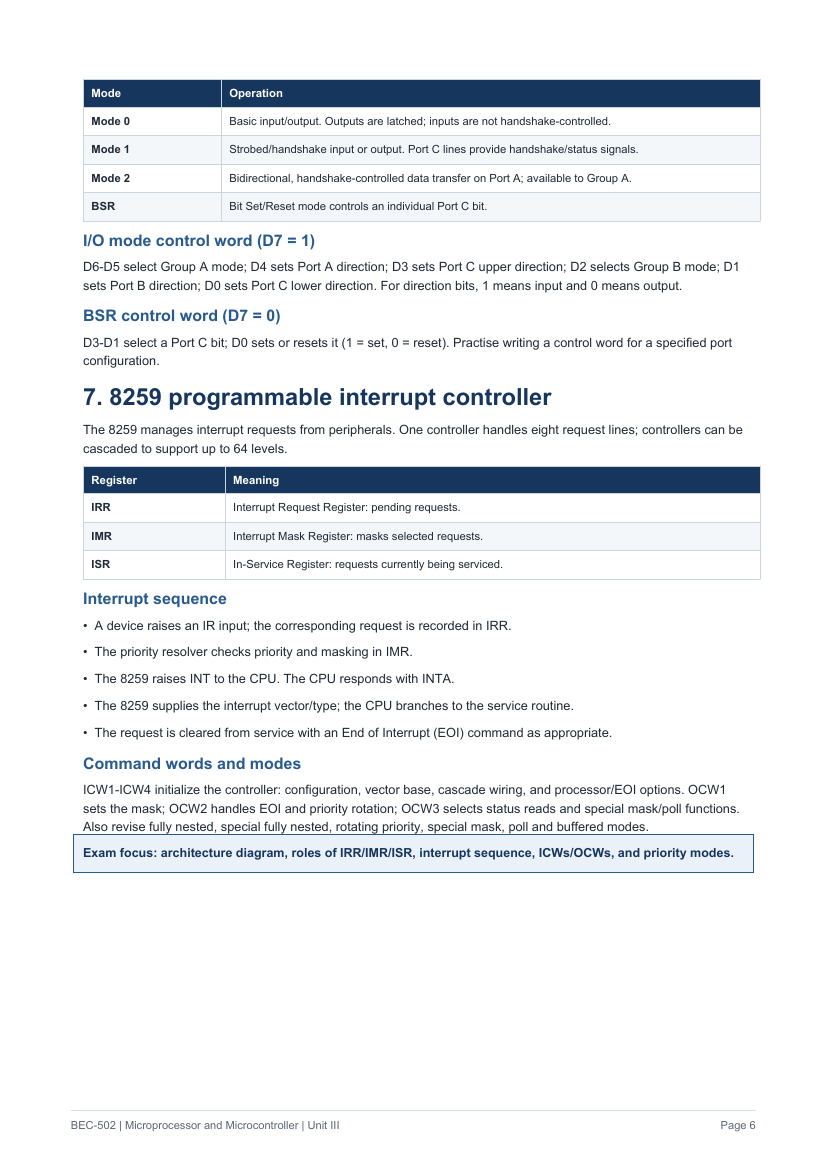 Mode Operation
Mode 0 Basic input/output. Outputs are latched; inputs are not handshake-controlled.
Mode 1 Strobed/handshake input or output. Port C lines provide handshake/status signals.
Mode 2 Bidirectional, handshake-controlled data transfer on Port A; available to Group A.
BSR Bit Set/Reset mode controls an individual Port C bit.
I/O mode control word (D7 = 1)
D6-D5 select Group A mode; D4 sets Port A direction; D3 sets Port C upper direction; D2 selects Group B mode; D1
sets Port B direction; D0 sets Port C lower direction. For direction bits, 1 means input and 0 means output.
BSR control word (D7 = 0)
D3-D1 select a Port C bit; D0 sets or resets it (1 = set, 0 = reset). Practise writing a control word for a specified port
configuration.
7. 8259 programmable interrupt controller
The 8259 manages interrupt requests from peripherals. One controller handles eight request lines; controllers can be
cascaded to support up to 64 levels.
Register Meaning
IRR Interrupt Request Register: pending requests.
IMR Interrupt Mask Register: masks selected requests.
ISR In-Service Register: requests currently being serviced.
Interrupt sequence
• A device raises an IR input; the corresponding request is recorded in IRR.
• The priority resolver checks priority and masking in IMR.
• The 8259 raises INT to the CPU. The CPU responds with INTA.
• The 8259 supplies the interrupt vector/type; the CPU branches to the service routine.
• The request is cleared from service with an End of Interrupt (EOI) command as appropriate.
Command words and modes
ICW1-ICW4 initialize the controller: configuration, vector base, cascade wiring, and processor/EOI options. OCW1
sets the mask; OCW2 handles EOI and priority rotation; OCW3 selects status reads and special mask/poll functions.
Also revise fully nested, special fully nested, rotating priority, special mask, poll and buffered modes.
Exam focus: architecture diagram, roles of IRR/IMR/ISR, interrupt sequence, ICWs/OCWs, and priority modes.
BEC-502 | Microprocessor and Microcontroller | Unit III Page 6